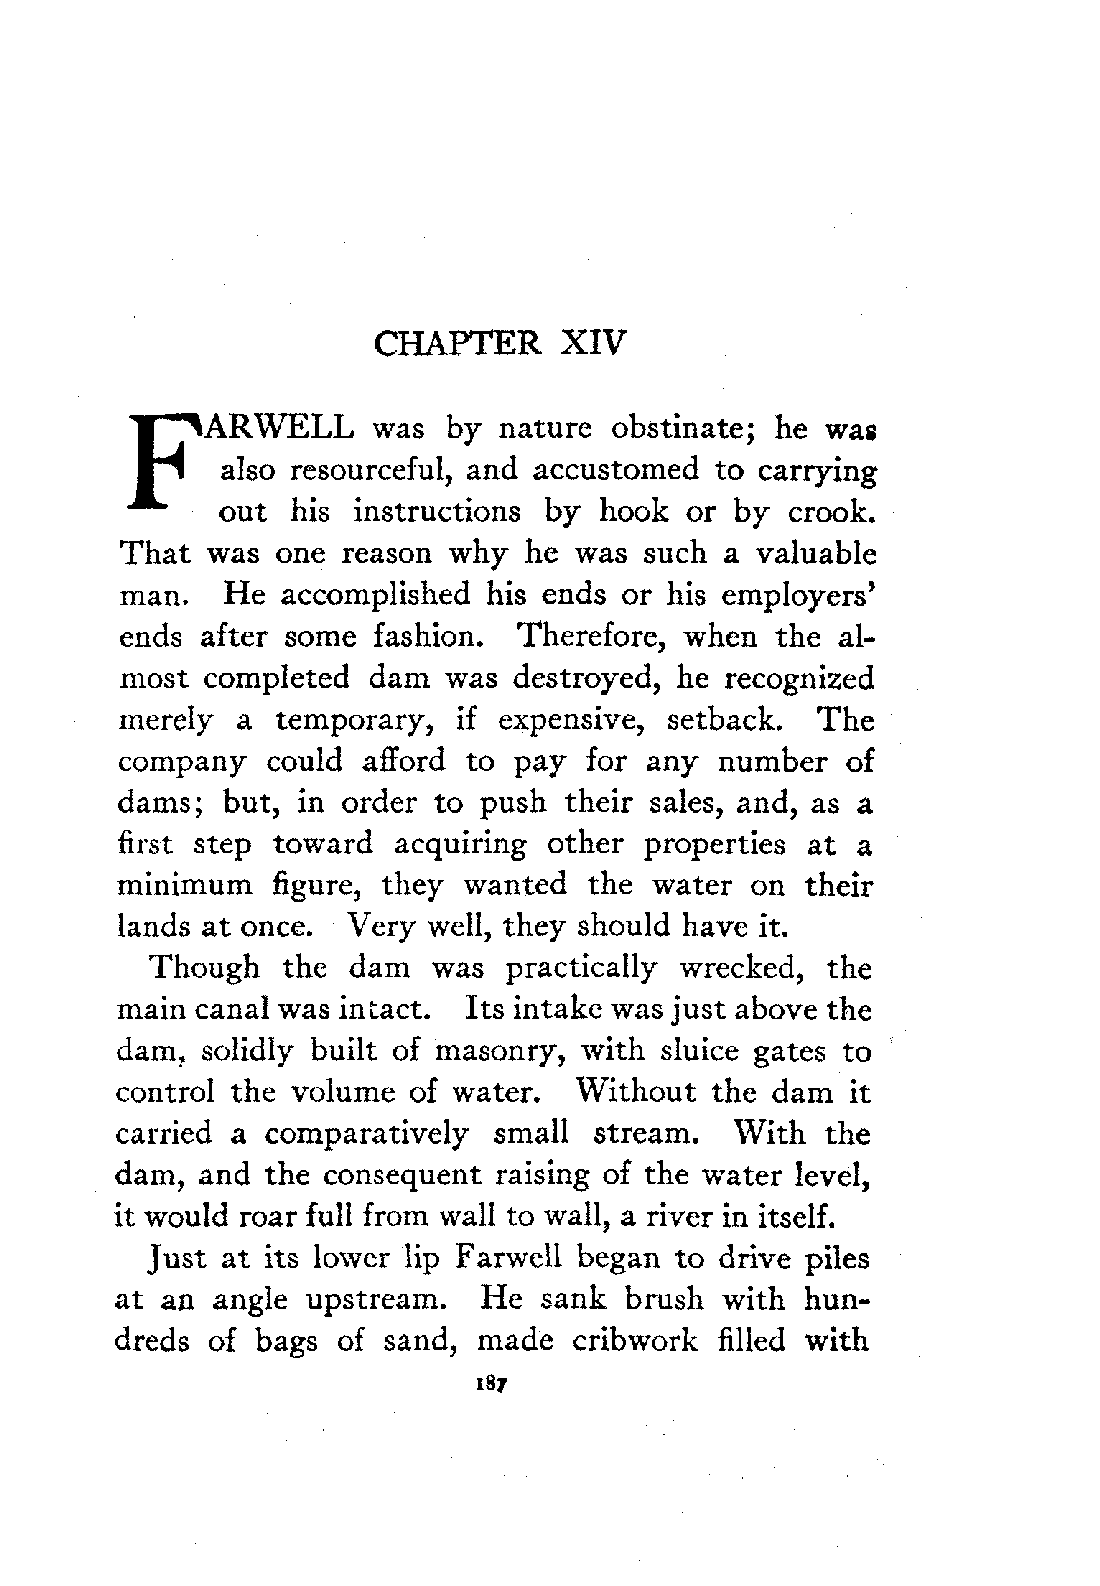 CHAPTER XIV
FARWELL was by nature obstinate; he was
also resourceful, and accustomed to carrying
out his instructions by hook or by crook.
That was one reason why he was such a valuable
man. He accomplished his ends or his employers'
ends after some fashion. Therefore, when the al-
most completed dam was destroyed, he recognized
merely a temporary, if expensive, setback. The
company could afford to pay for any number of
dams; but, in order to push their sales, and, as a
first step toward acquiring other properties at a
minimum figure, they wanted the water on their
lands at once. Very well, they should have it.
Though the dam was practically wrecked, the
main canal was intact. Its intake was just above the
dam, solidly built of masonry, with sluice gates to
control the volume of water. Without the dam it
carried a comparatively small stream. With the
dam, and the consequent raising of the water level,
it would roar full from wall to wall, a river in itself.
Just at its lower lip Farwell began to drive piles
at an angle upstream. He sank brush with hun-
dreds of bags of sand, made cribwork filled with
187